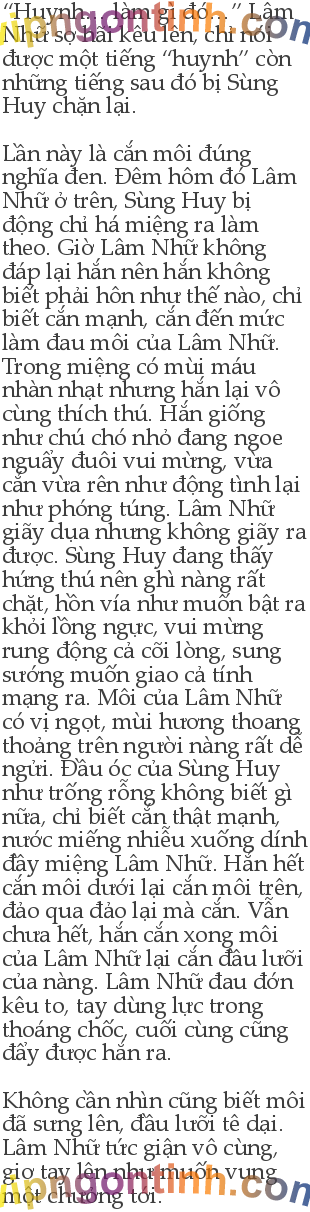 “Huynh... làm gì đó...” Lâm
Nhữ sợ hãi kêu lên, chỉ nói
được một tiếng “huynh” còn
những tiếng sau đó bị Sùng
Huy chặn lại.

Lần này là cắn môi đúng
nghĩa đen. Đêm hôm đó Lâm
Nhữ ở trên, Sùng Huy bị
động chỉ há miệng ra làm
theo. Giờ Lâm Nhữ không
đáp lại hắn nên hắn không
biết phải hôn như thế nào, chỉ
biết cắn mạnh, cắn đến mức
làm đau môi của Lâm Nhữ.
Trong miệng có mùi máu
nhàn nhạt nhưng hắn lại vô
cùng thích thú. Hắn giống
như chú chó nhỏ đang ngoe
nguẩy đuôi vui mừng, vừa
cắn vừa rên như động tình lại
như phóng túng. Lâm Nhữ
giãy dụa nhưng không giãy ra
được. Sùng Huy đang thấy
hứng thú nên ghì nàng rất
chặt, hồn vía như muốn bật ra
khỏi lồng ngực, vui mừng
rung động cả cõi lòng, sung
sướng muốn giao cả tính
mạng ra. Môi của Lâm Nhữ
có vị ngọt, mùi hương thoang
thoảng trên người nàng rất dễ
ngửi. Đầu óc của Sùng Huy
như trống rỗng không biết gì
nữa, chỉ biết cắn thật mạnh,
nước miếng nhiễu xuống dính
đầy miệng Lâm Nhữ. Hắn hết
cắn môi dưới lại cắn môi trên,
đảo qua đảo lại mà cắn. Vẫn
chưa hết, hắn cắn xong môi
của Lâm Nhữ lại cắn đầu lưỡi
của nàng. Lâm Nhữ đau đớn
kêu to, tay dùng lực trong
thoáng chốc, cuối cùng cũng
đẩy được hắn ra.

Không cần nhìn cũng biết môi
đã sưng lên, đầu lưỡi tê dại.
Lâm Nhữ tức giận vô cùng,
giơ tay lên như muốn vung
một chưởng tới.